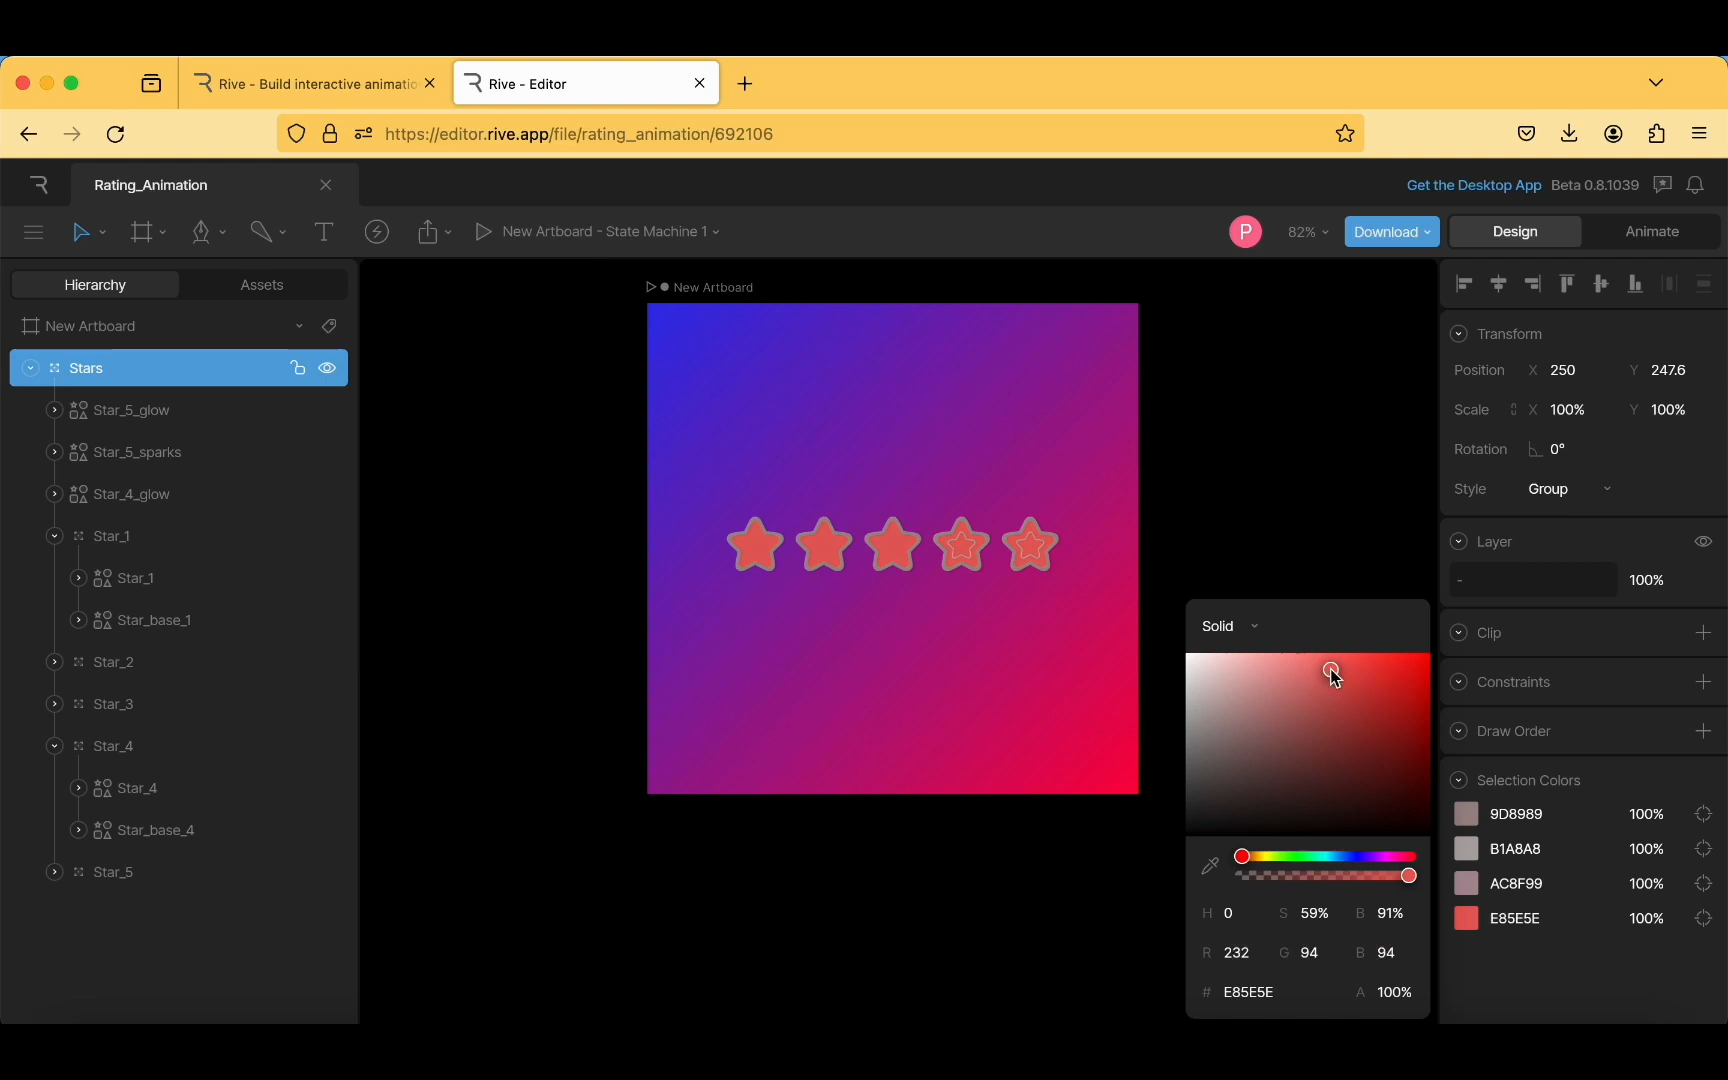 Rive - Build interactive animatio
Rive - Editor
https://editor.rive.app/file/rating_animation/692106
Rating_Animation
Get the Desktop App Beta 0.8.1039
New Artboard - State Machine 1
P
82%
Download
Design
Animate
Hierarchy
Assets
New Artboard
Stars
Star_5_glow
Star_5_sparks
Star_4_glow
Star_1
Star_1
Star_base_1
Star_2
Star_3
Star_4
Star_4
Star_base_4
Star_5
New Artboard
Solid
H 0 S 59% B 91%
R 232 G 94 B 94
# E85E5E A 100%
Transform
Position X 250 Y 247.6
Scale X 100% Y 100%
Rotation 0°
Style Group
Layer
- 100%
Clip
Constraints
Draw Order
Selection Colors
9D8989 100%
B1A8A8 100%
AC8F99 100%
E85E5E 100%